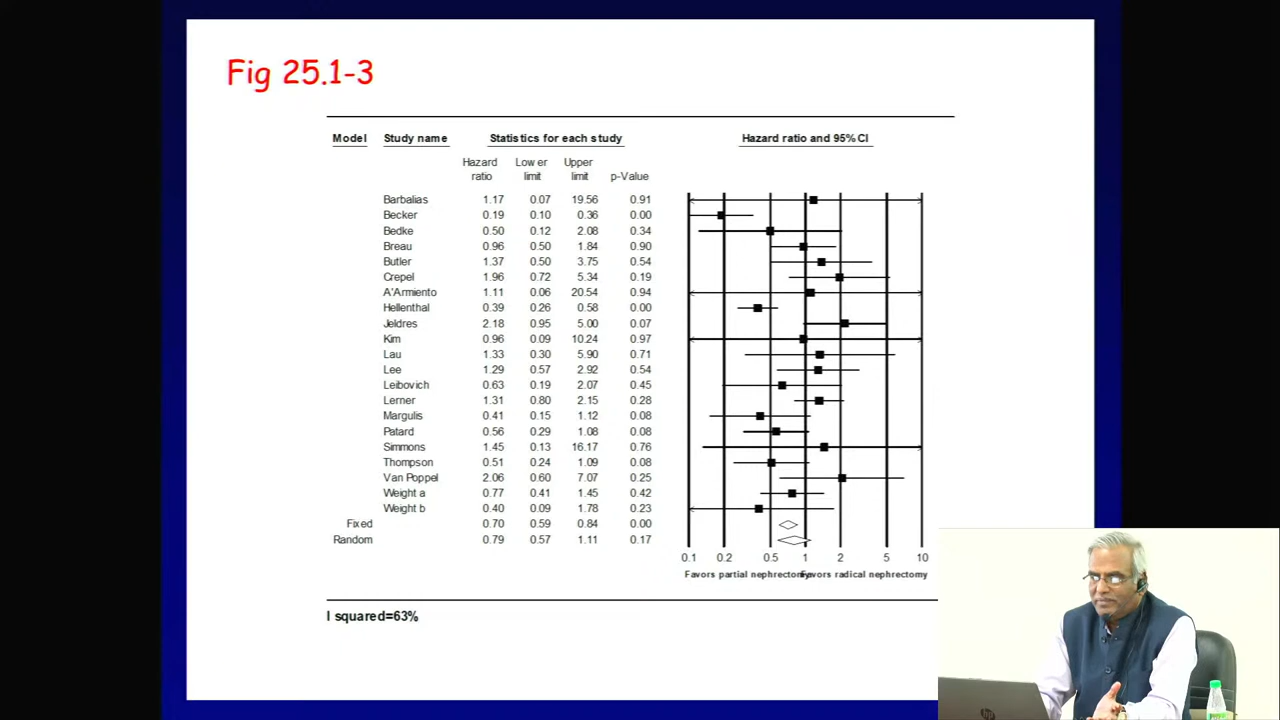 Fig 25.1-3
Model Study name Statistics for each study Hazard ratio and 95% CI
Hazard ratio Lower limit Upper limit p-Value
Barbalias 1.17 0.07 19.56 0.91
Becker 0.19 0.10 0.36 0.00
Bedke 0.50 0.12 2.08 0.34
Breau 0.96 0.50 1.84 0.90
Butler 1.37 0.50 3.75 0.54
Crepel 1.96 0.72 5.34 0.19
A'Armiento 1.11 0.06 20.54 0.94
Hellenthal 0.39 0.26 0.58 0.00
Jeldres 2.18 0.95 5.00 0.07
Kim 0.96 0.09 10.24 0.97
Lau 1.33 0.30 5.90 0.71
Lee 1.29 0.57 2.92 0.54
Leibovich 0.63 0.19 2.07 0.45
Lerner 1.31 0.80 2.15 0.28
Margulis 0.41 0.15 1.12 0.08
Patard 0.56 0.29 1.08 0.08
Simmons 1.45 0.13 16.17 0.76
Thompson 0.51 0.24 1.09 0.08
Van Poppel 2.06 0.60 7.07 0.25
Weight a 0.77 0.41 1.45 0.42
Weight b 0.40 0.09 1.78 0.23
Fixed 0.70 0.59 0.84 0.00
Random 0.79 0.57 1.11 0.17
0.1 0.2 0.5 1 2 5 10
Favors partial nephrectomy Favors radical nephrectomy
I squared=63%
hp